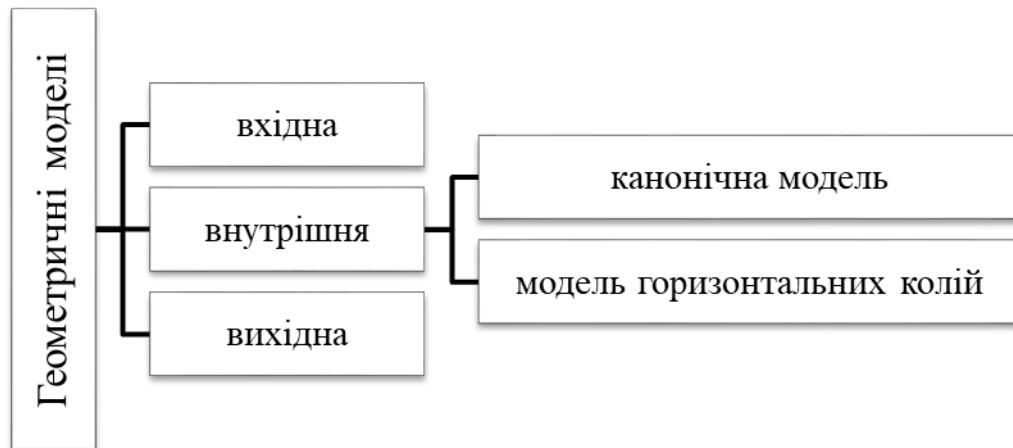 Геометричні моделі
вхідна
внутрішня
вихідна
канонічна модель
модель горизонтальних колій